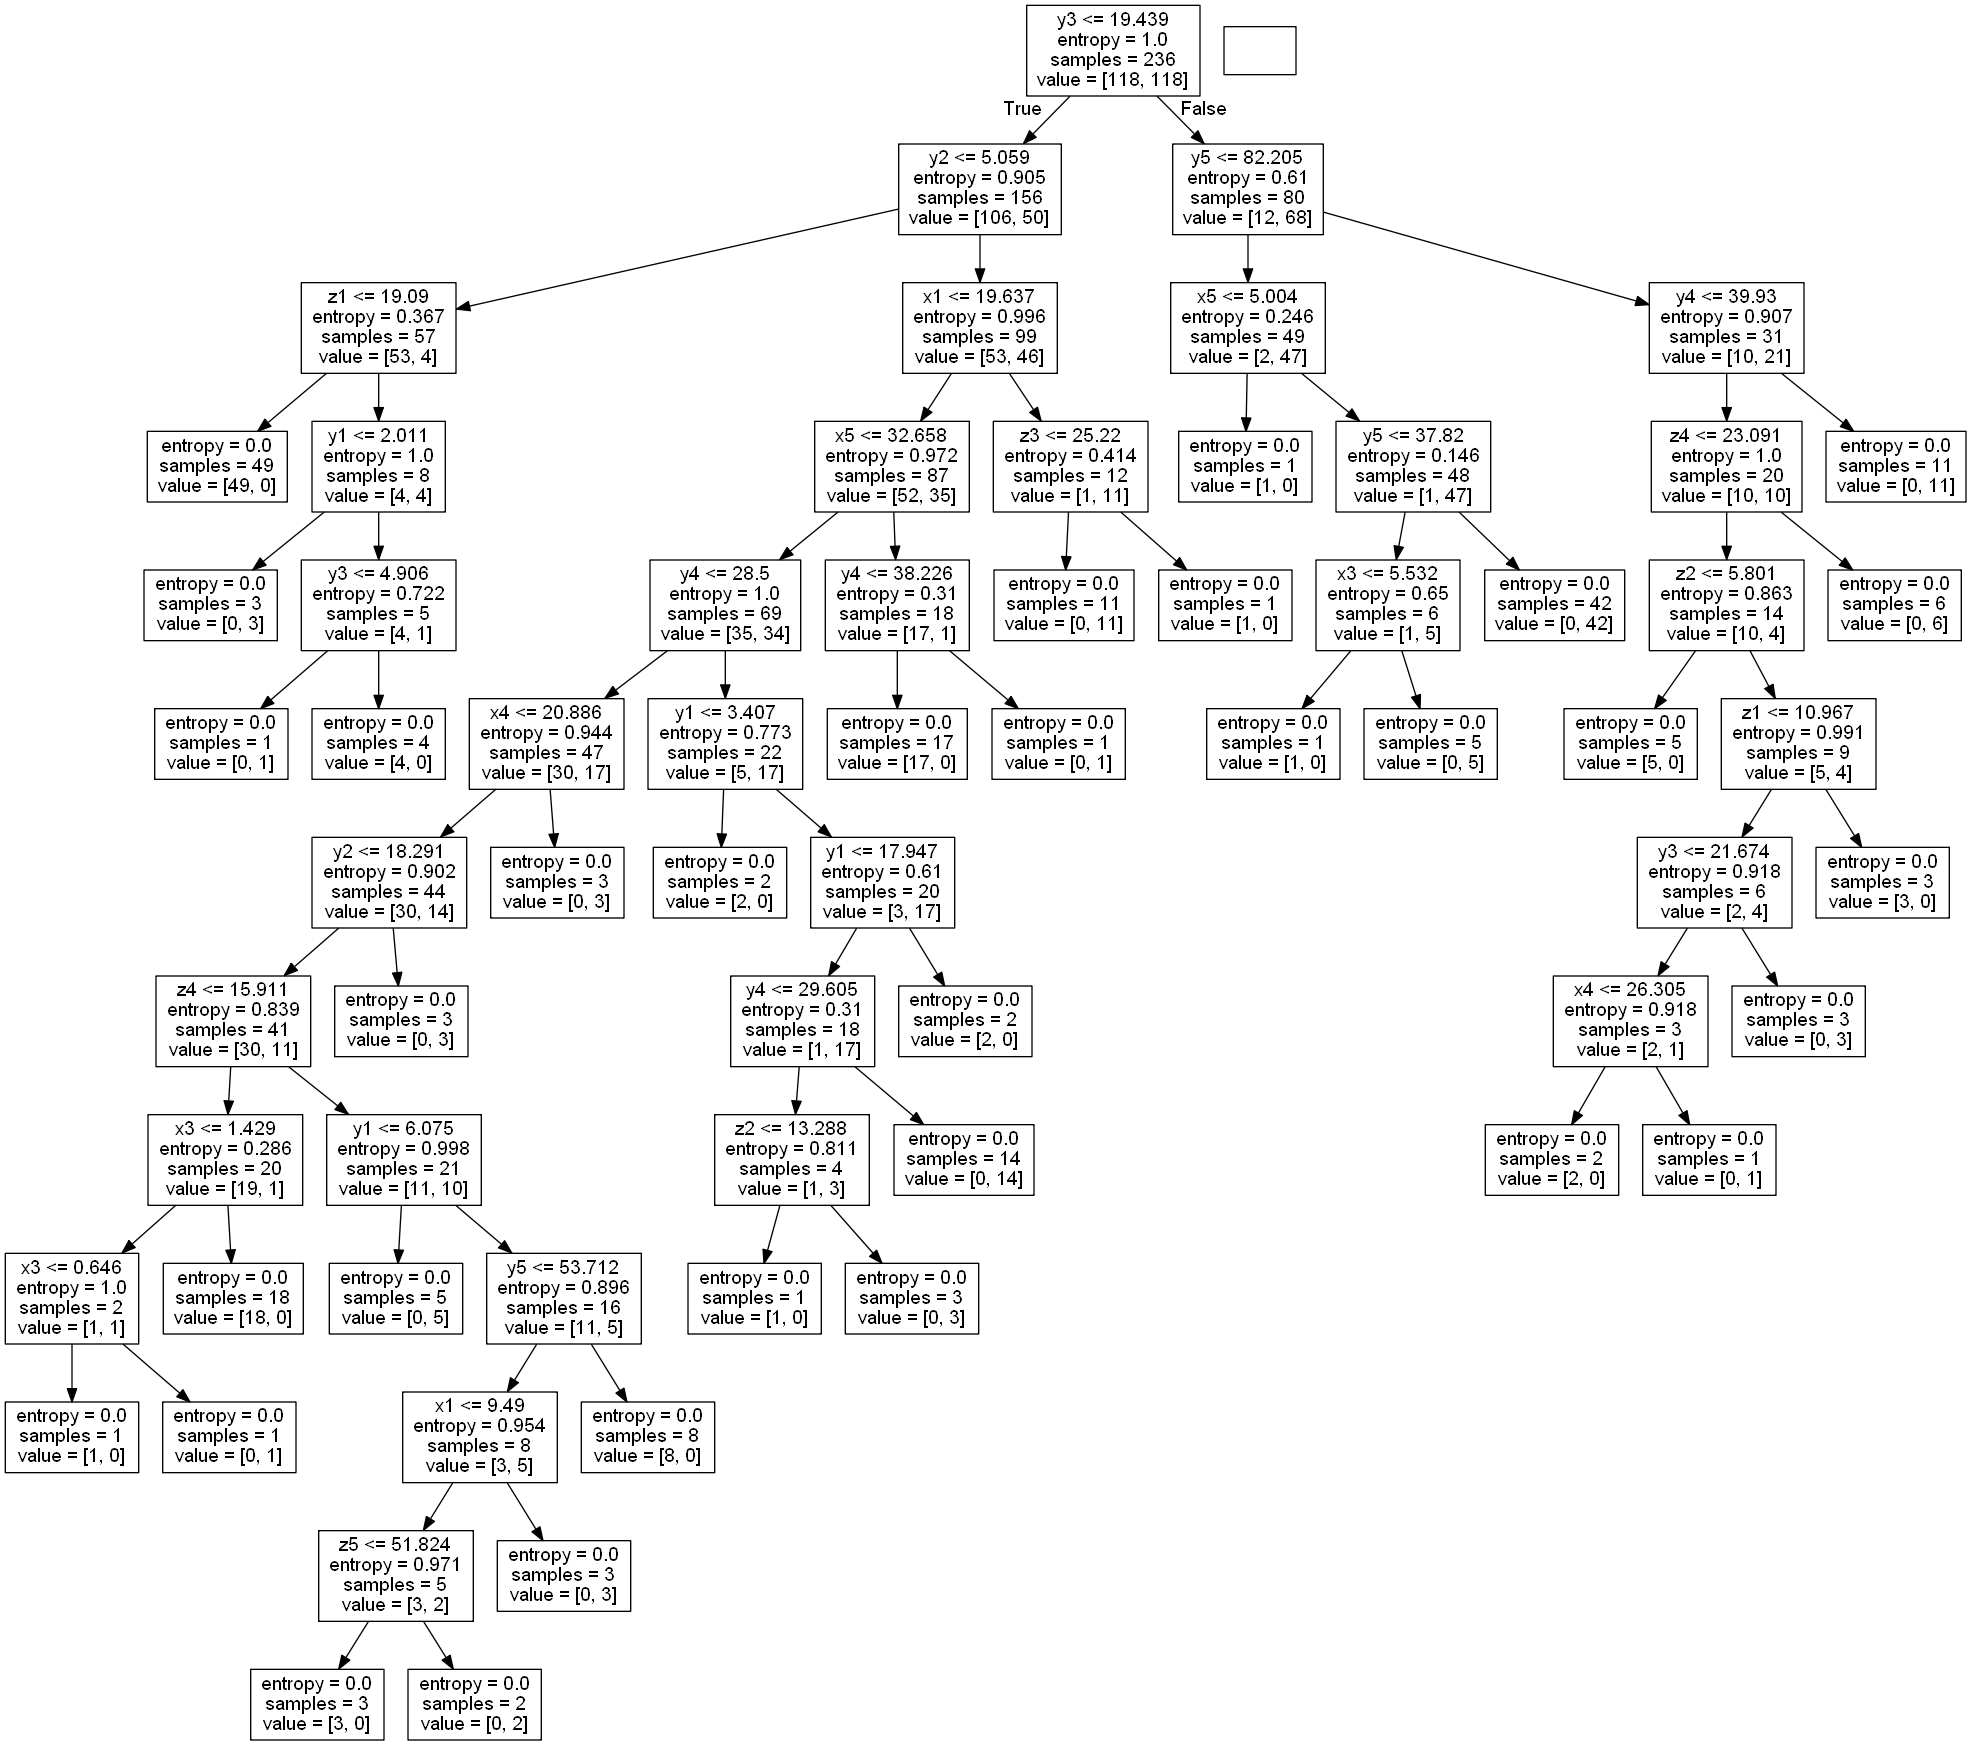 y3 <= 19.439
entropy = 1.0
samples = 236
value = [118, 118]
True
False
y2 <= 5.059
entropy = 0.905
samples = 156
value = [106, 50]
y5 <= 82.205
entropy = 0.61
samples = 80
value = [12, 68]
z1 <= 19.09
entropy = 0.367
samples = 57
value = [53, 4]
x1 <= 19.637
entropy = 0.996
samples = 99
value = [53, 46]
x5 <= 5.004
entropy = 0.246
samples = 49
value = [2, 47]
y4 <= 39.93
entropy = 0.907
samples = 31
value = [10, 21]
entropy = 0.0
samples = 49
value = [49, 0]
y1 <= 2.011
entropy = 1.0
samples = 8
value = [4, 4]
x5 <= 32.658
entropy = 0.972
samples = 87
value = [52, 35]
z3 <= 25.22
entropy = 0.414
samples = 12
value = [1, 11]
entropy = 0.0
samples = 1
value = [1, 0]
y5 <= 37.82
entropy = 0.146
samples = 48
value = [1, 47]
z4 <= 23.091
entropy = 1.0
samples = 20
value = [10, 10]
entropy = 0.0
samples = 11
value = [0, 11]
entropy = 0.0
samples = 3
value = [0, 3]
y3 <= 4.906
entropy = 0.722
samples = 5
value = [4, 1]
y4 <= 28.5
entropy = 1.0
samples = 69
value = [35, 34]
y4 <= 38.226
entropy = 0.31
samples = 18
value = [17, 1]
entropy = 0.0
samples = 11
value = [0, 11]
entropy = 0.0
samples = 1
value = [1, 0]
x3 <= 5.532
entropy = 0.65
samples = 6
value = [1, 5]
entropy = 0.0
samples = 42
value = [0, 42]
z2 <= 5.801
entropy = 0.863
samples = 14
value = [10, 4]
entropy = 0.0
samples = 6
value = [0, 6]
entropy = 0.0
samples = 1
value = [0, 1]
entropy = 0.0
samples = 4
value = [4, 0]
x4 <= 20.886
entropy = 0.944
samples = 47
value = [30, 17]
y1 <= 3.407
entropy = 0.773
samples = 22
value = [5, 17]
entropy = 0.0
samples = 17
value = [17, 0]
entropy = 0.0
samples = 1
value = [0, 1]
entropy = 0.0
samples = 1
value = [1, 0]
entropy = 0.0
samples = 5
value = [0, 5]
entropy = 0.0
samples = 5
value = [5, 0]
z1 <= 10.967
entropy = 0.991
samples = 9
value = [5, 4]
y2 <= 18.291
entropy = 0.902
samples = 44
value = [30, 14]
entropy = 0.0
samples = 3
value = [0, 3]
entropy = 0.0
samples = 2
value = [2, 0]
y1 <= 17.947
entropy = 0.61
samples = 20
value = [3, 17]
y3 <= 21.674
entropy = 0.918
samples = 6
value = [2, 4]
entropy = 0.0
samples = 3
value = [3, 0]
z4 <= 15.911
entropy = 0.839
samples = 41
value = [30, 11]
entropy = 0.0
samples = 3
value = [0, 3]
y4 <= 29.605
entropy = 0.31
samples = 18
value = [1, 17]
entropy = 0.0
samples = 2
value = [2, 0]
x4 <= 26.305
entropy = 0.918
samples = 3
value = [2, 1]
entropy = 0.0
samples = 3
value = [0, 3]
x3 <= 1.429
entropy = 0.286
samples = 20
value = [19, 1]
y1 <= 6.075
entropy = 0.998
samples = 21
value = [11, 10]
z2 <= 13.288
entropy = 0.811
samples = 4
value = [1, 3]
entropy = 0.0
samples = 14
value = [0, 14]
entropy = 0.0
samples = 2
value = [2, 0]
entropy = 0.0
samples = 1
value = [0, 1]
x3 <= 0.646
entropy = 1.0
samples = 2
value = [1, 1]
entropy = 0.0
samples = 18
value = [18, 0]
entropy = 0.0
samples = 5
value = [0, 5]
y5 <= 53.712
entropy = 0.896
samples = 16
value = [11, 5]
entropy = 0.0
samples = 1
value = [1, 0]
entropy = 0.0
samples = 3
value = [0, 3]
entropy = 0.0
samples = 1
value = [1, 0]
entropy = 0.0
samples = 1
value = [0, 1]
x1 <= 9.49
entropy = 0.954
samples = 8
value = [3, 5]
entropy = 0.0
samples = 8
value = [8, 0]
z5 <= 51.824
entropy = 0.971
samples = 5
value = [3, 2]
entropy = 0.0
samples = 3
value = [0, 3]
entropy = 0.0
samples = 3
value = [3, 0]
entropy = 0.0
samples = 2
value = [0, 2]